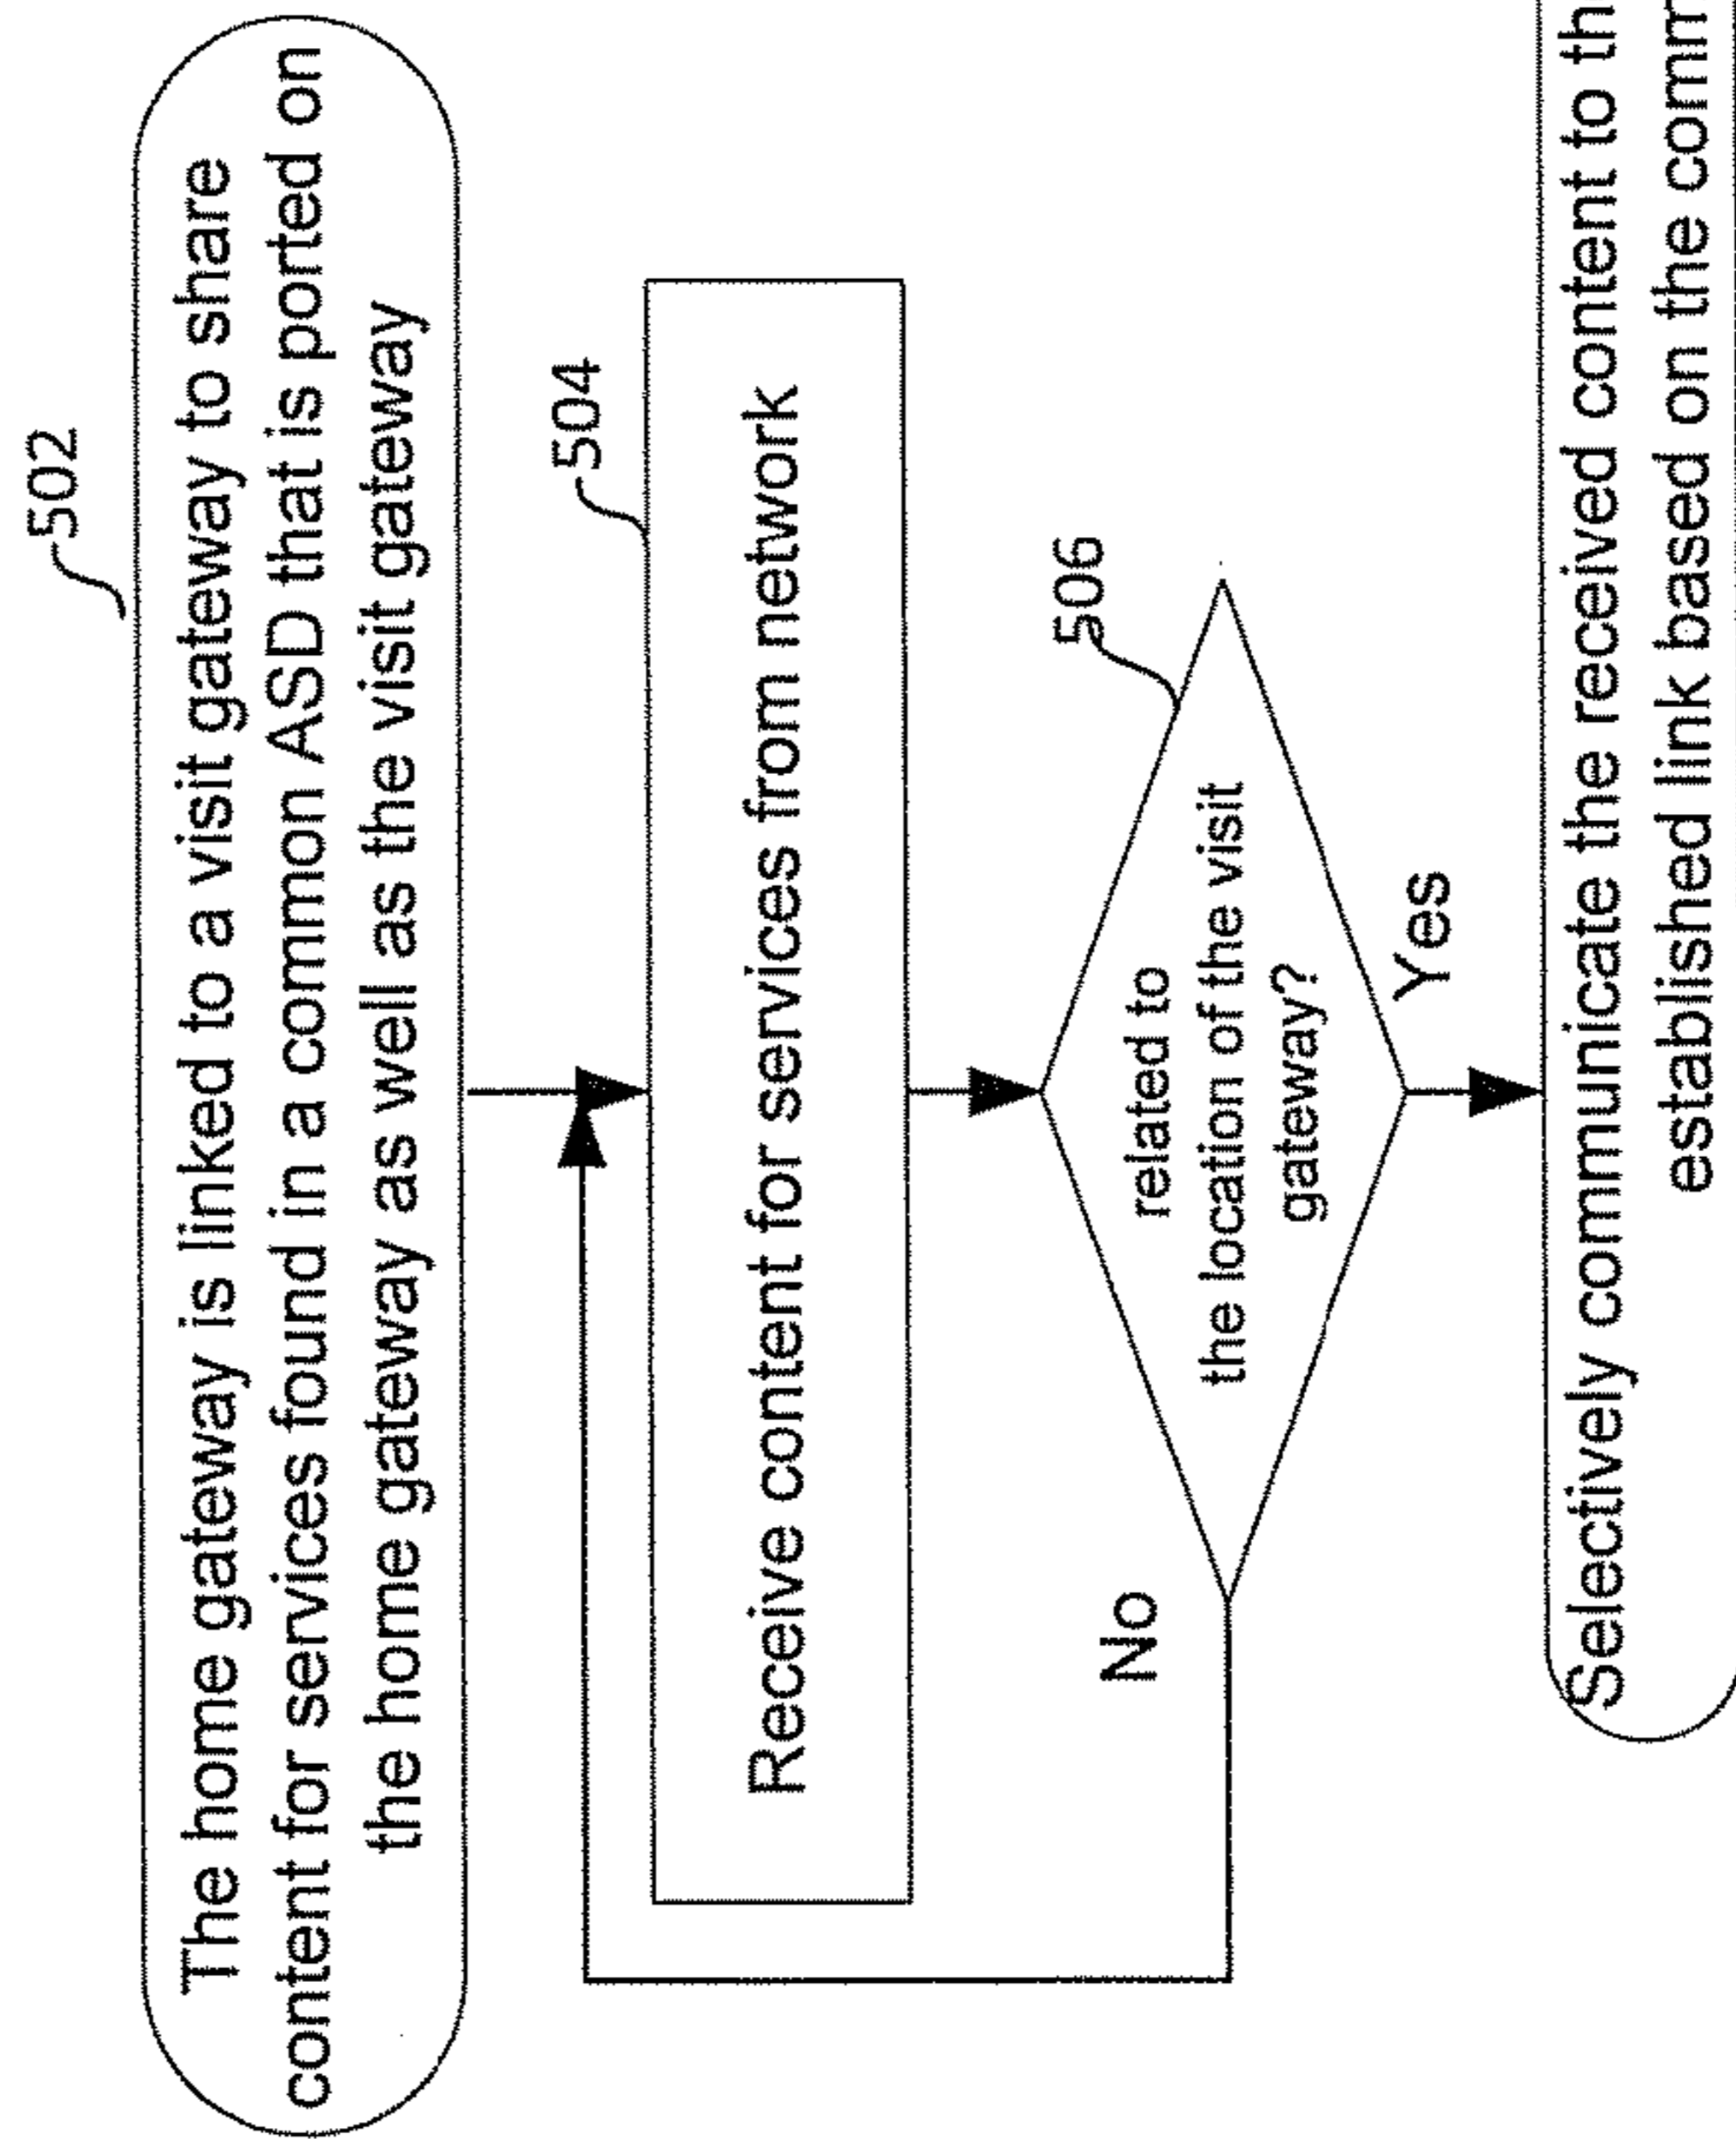 502
The home gateway is linked to a visit gateway to share
content for services found in a common ASD that is ported on
the home gateway as well as the visit gateway
504
Receive content for services from network
506
related to
the location of the visit
gateway?
No
Yes
Selectively communicate the received content to th
established link based on the comm